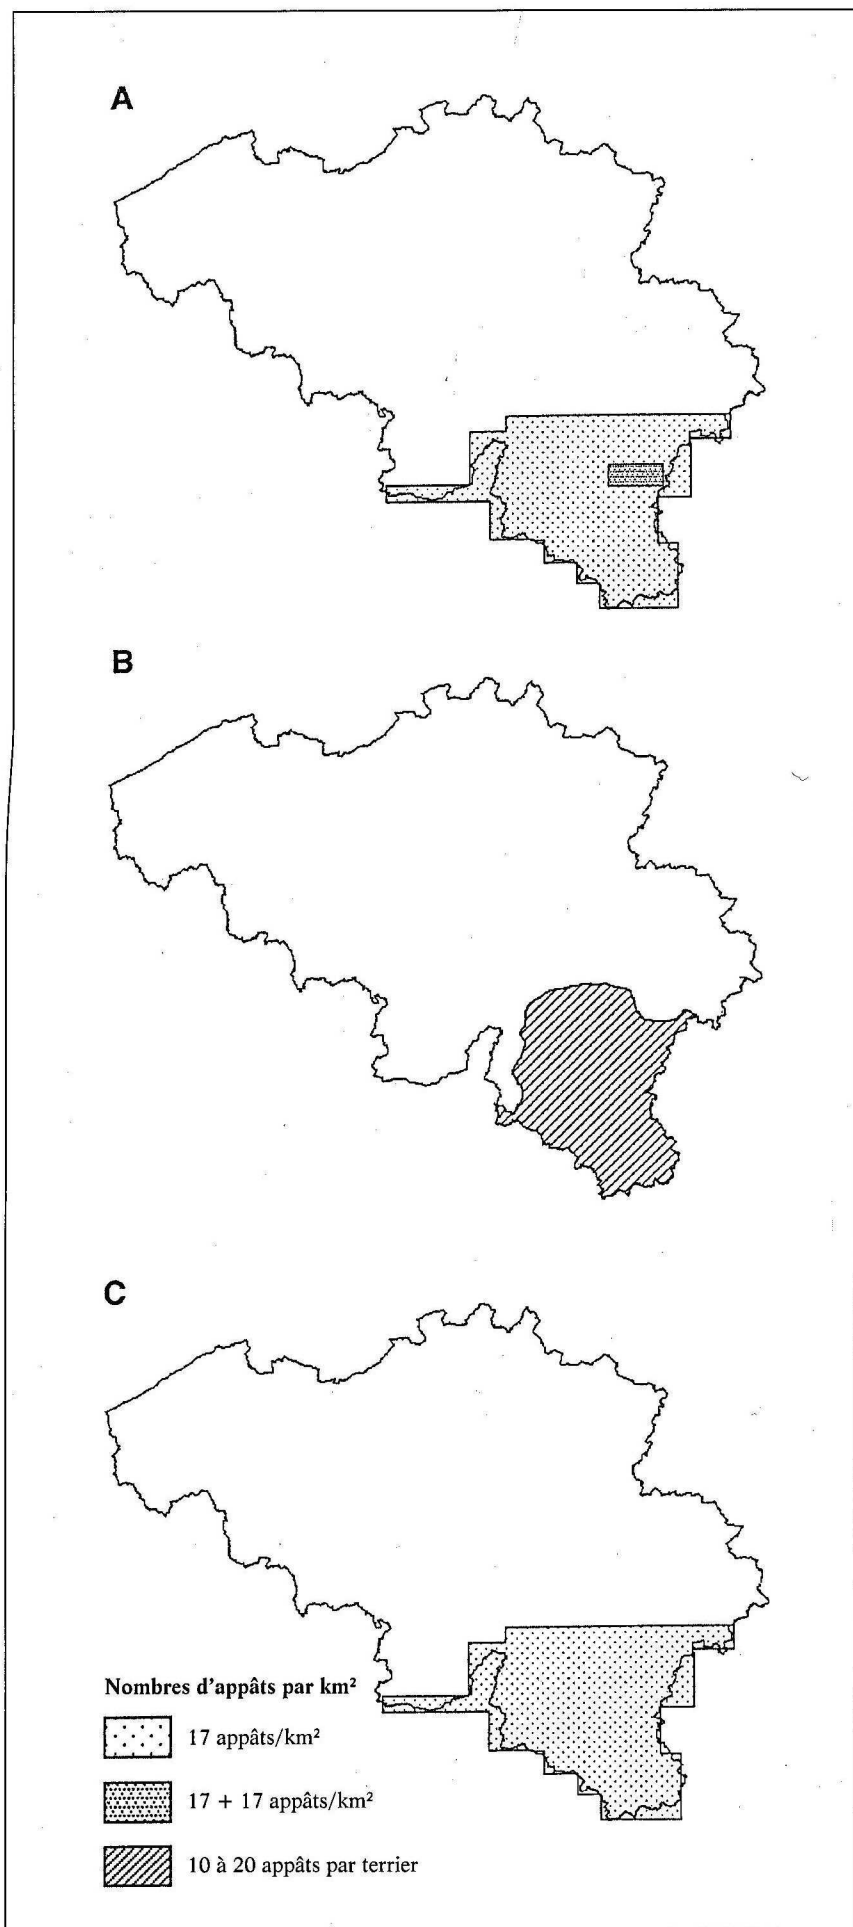 A
B
C
Nombres d'appâts par km²
17 appâts/km²
17 + 17 appâts/km²
10 à 20 appâts par terrier